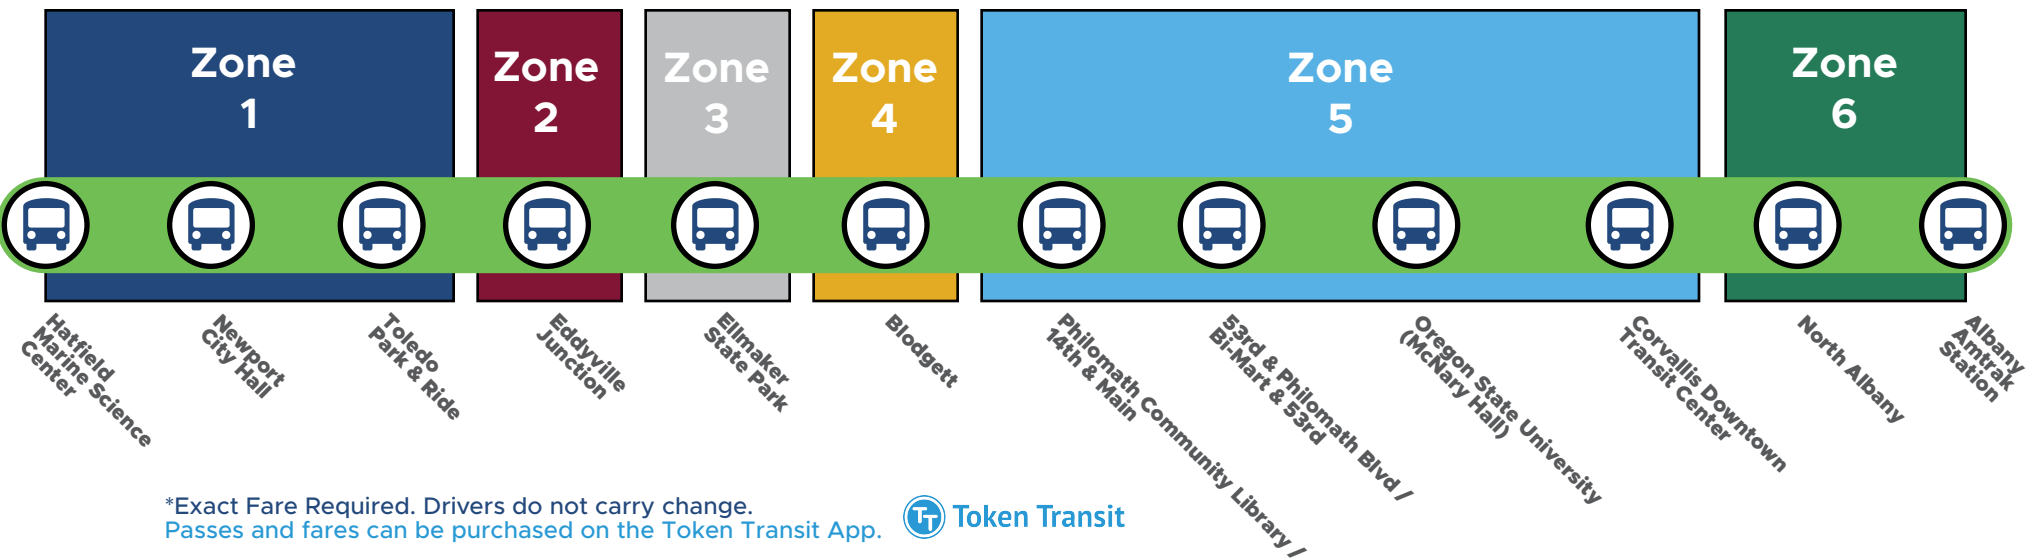 Zone
1
Zone
2
Zone
3
Zone
4
Zone
5
Zone
6
Hatfield
Marine Science
Center
Newport
City Hall
Toledo
Park & Ride
Eddyville
Junction
Ellmaker
State Park
Blodgett
Philomath Community Library /
14th & Main
53rd & Philomath Blvd /
Bi-Mart & 53rd
Oregon State University
(McNary Hall)
Corvallis Downtown
Transit Center
North Albany
Albany
Amtrak
Station
*Exact Fare Required. Drivers do not carry change.
Passes and fares can be purchased on the Token Transit App.
TT Token Transit